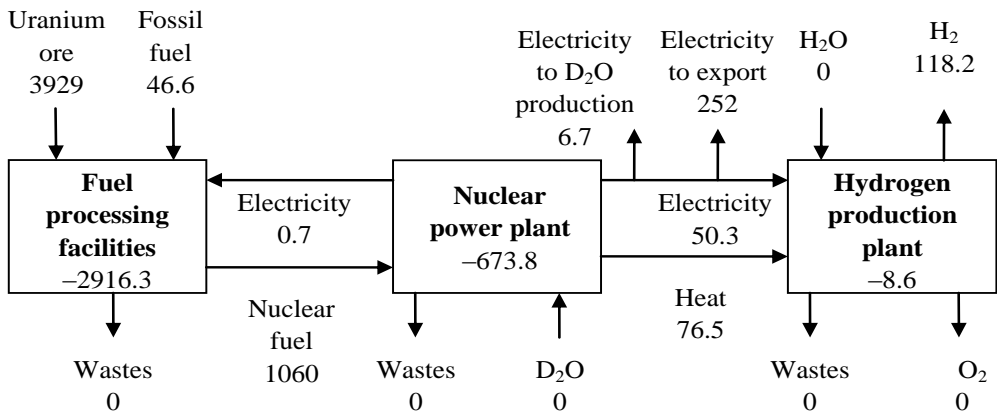 Uranium
ore
3929
Fossil
fuel
46.6
Electricity
to D₂O
production
6.7
Electricity
to export
252
H₂O
0
H₂
118.2
Fuel
processing
facilities
–2916.3
Electricity
0.7
Nuclear
power plant
–673.8
Electricity
50.3
Hydrogen
production
plant
-8.6
Nuclear
fuel
1060
Heat
76.5
Wastes
0
Wastes
0
D₂O
0
Wastes
0
O₂
0